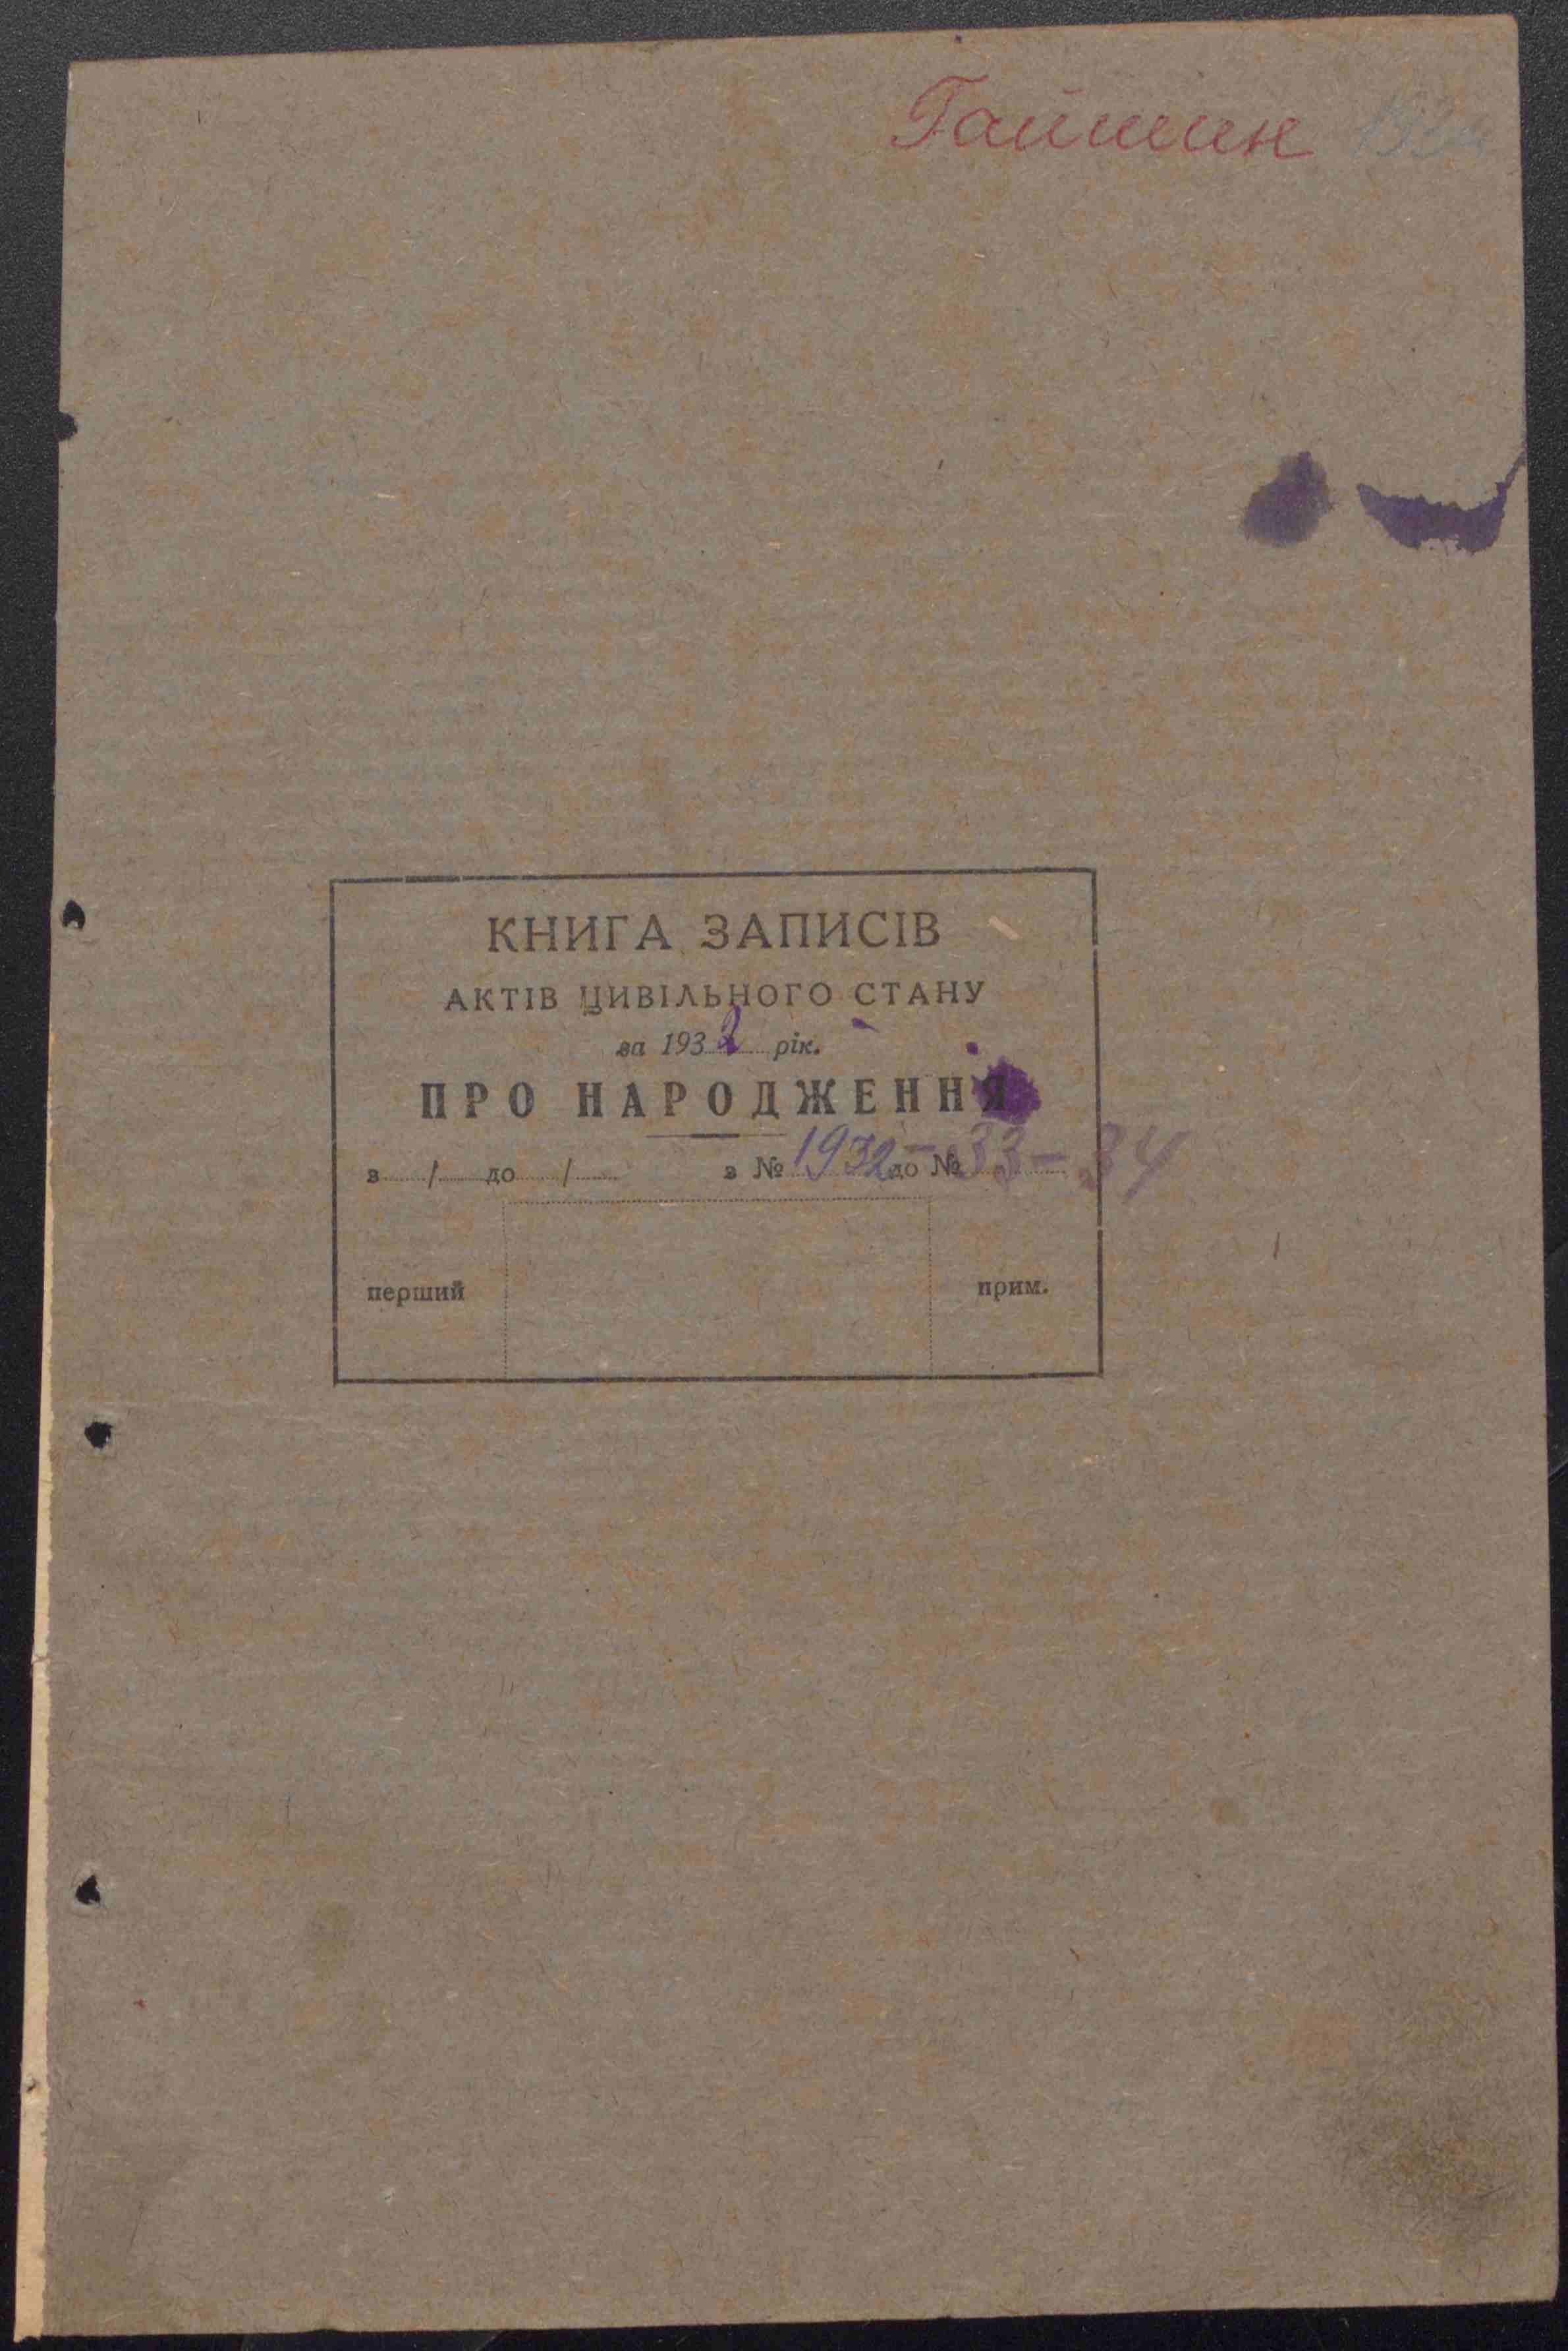 Гайшин
КНИГА ЗАПИСІВ
АКТІВ ЦИВІЛЬНОГО СТАНУ
за 1932 рік.
ПРО НАРОДЖЕННЯ
з / до / з № 1932-33-34 до №
перший прим.